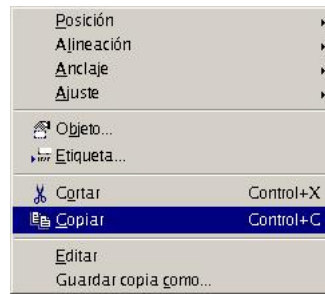 Posición
Alineación
Anclaje
Ajuste
Objeto...
Etiqueta...
Cortar Control+X
Copiar Control+C
Editar
Guardar copia como...